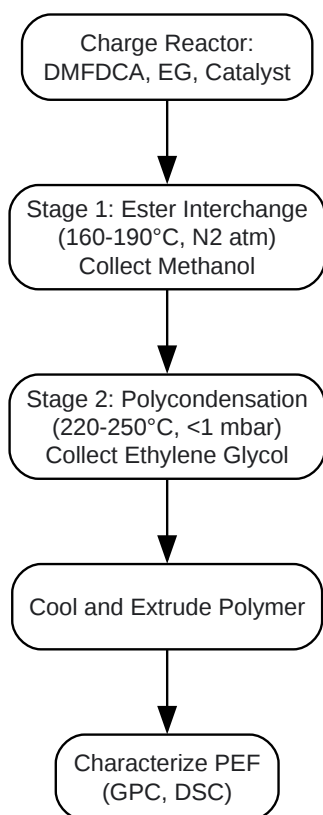 Charge Reactor:
DMFDCA, EG, Catalyst
Stage 1: Ester Interchange
(160-190°C, N2 atm)
Collect Methanol
Stage 2: Polycondensation
(220-250°C, <1 mbar)
Collect Ethylene Glycol
Cool and Extrude Polymer
Characterize PEF
(GPC, DSC)